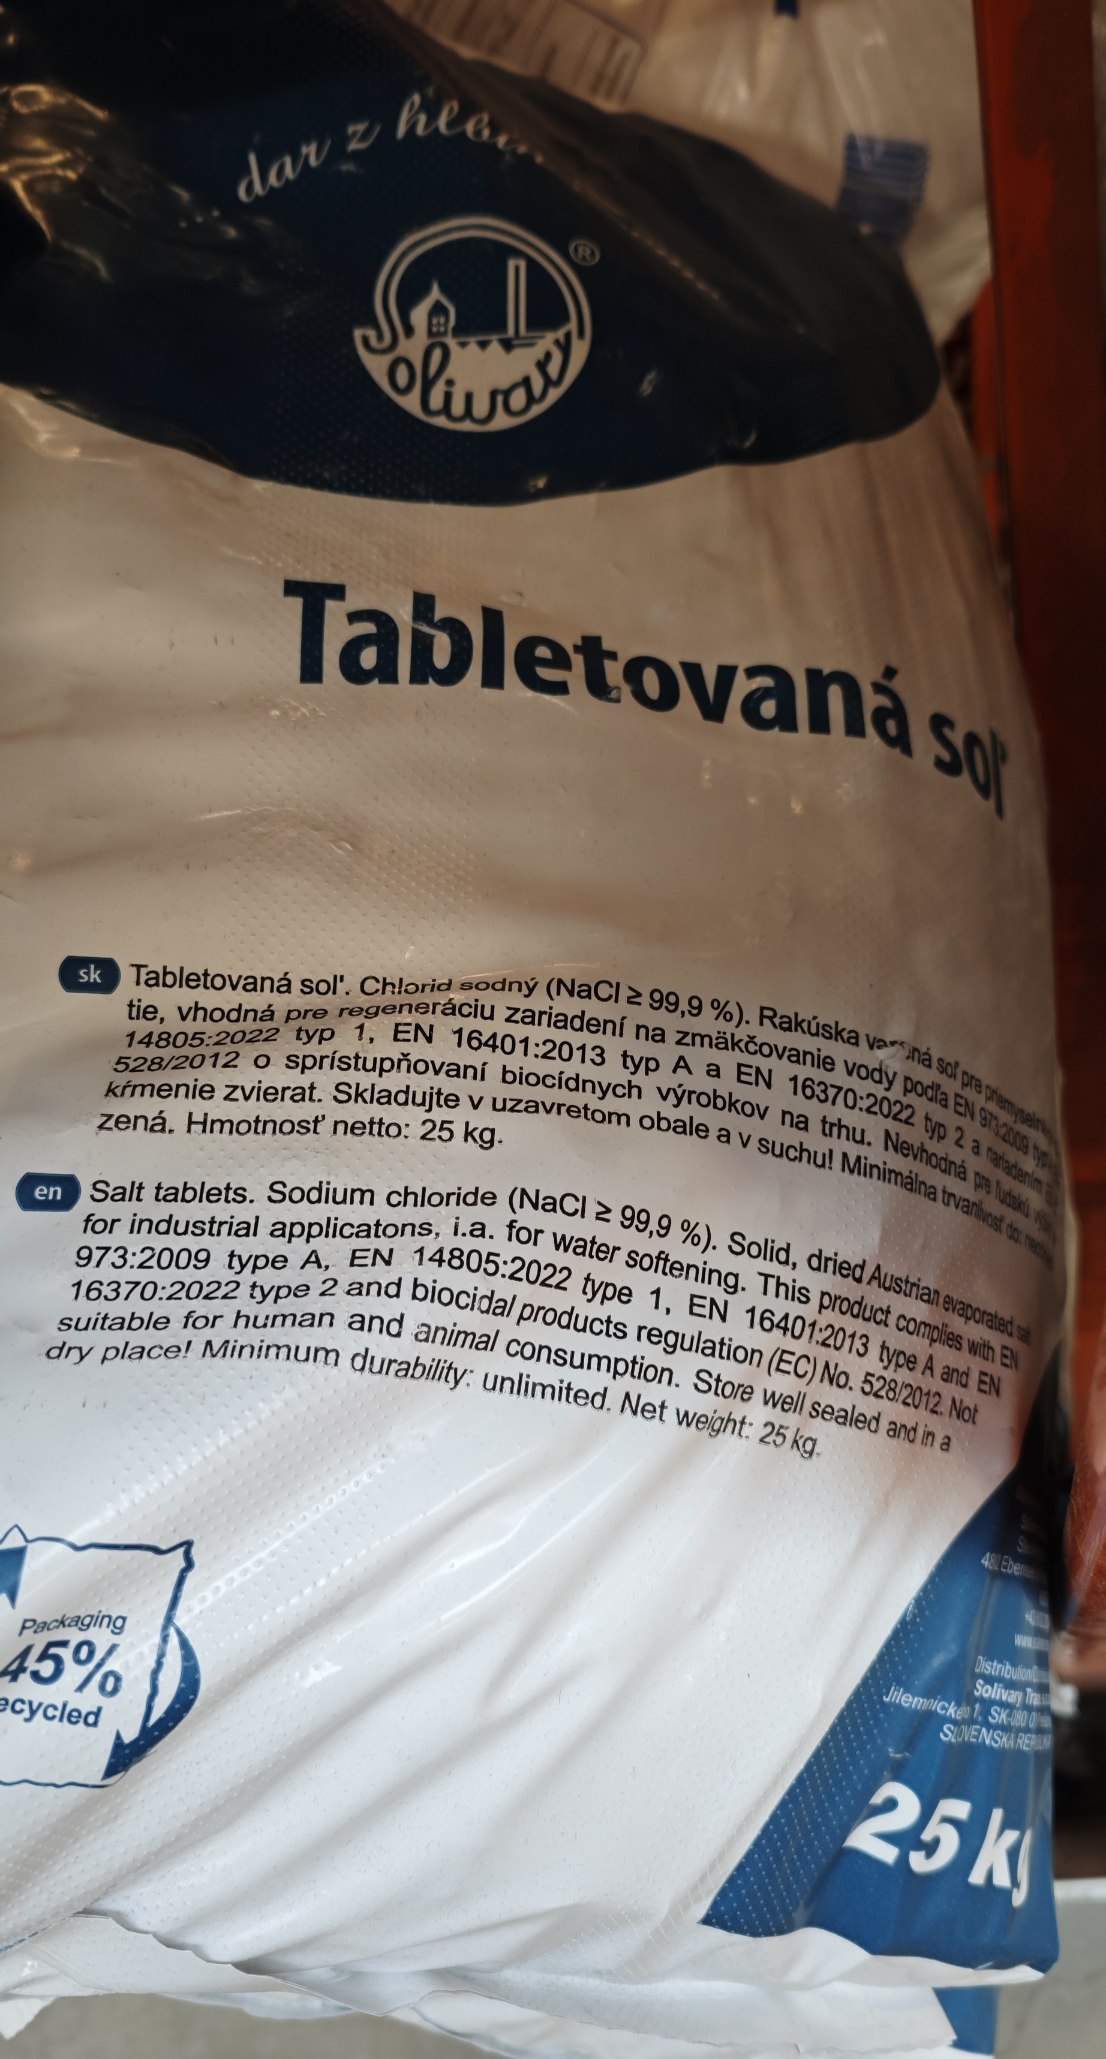 dar z
®
Solivary
Tabletovaná soľ
sk Tabletovaná sol'. Chlorid sodný (NaCl ≥ 99,9 %). Rakúska soľ pre
tie, vhodná pre regeneráciu zariadení na zmäkčovanie vody podľa EN 973:2009 typ
14805:2022 typ 1, EN 16401:2013 typ A a EN 16370:2022 typ 2 a nariadením
528/2012 o sprístupňovaní biocídnych výrobkov na trhu. Nevhodná pre ľudskú
kŕmenie zvierat. Skladujte v uzavretom obale a v suchu! Minimálna trvanlivosť do:
zená. Hmotnosť netto: 25 kg.
en Salt tablets. Sodium chloride (NaCl ≥ 99,9 %). Solid, dried Austrian evaporated salt
for industrial applicatons, i.a. for water softening. This product complies with EN
973:2009 type A, EN 14805:2022 type 1, EN 16401:2013 type A and EN
16370:2022 type 2 and biocidal products regulation (EC) No. 528/2012. Not
suitable for human and animal consumption. Store well sealed and in a
dry place! Minimum durability: unlimited. Net weight: 25 kg.
Packaging
45%
ecycled
Solivary
Jilemnického 1, SK-080 01
SLOVENSKÁ
25 kg